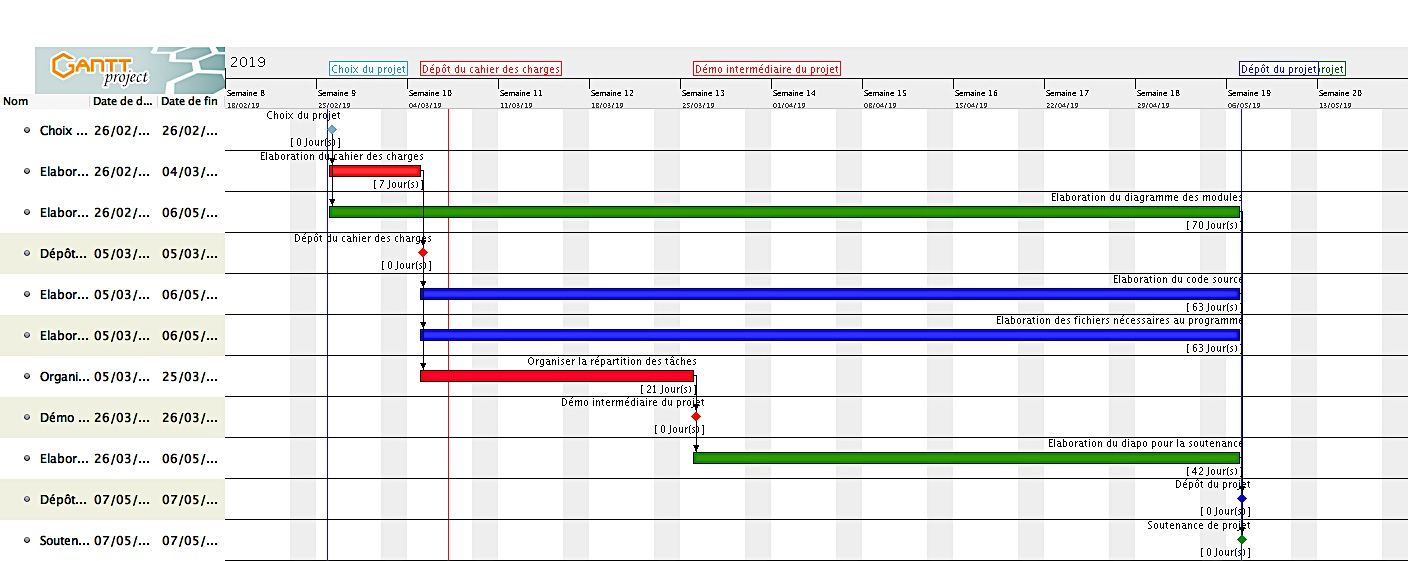 GANTT
project
2019
Choix du projet
Dépôt du cahier des charges
Démo intermédiaire du projet
Dépôt du projet
rojet
Nom Date de d... Date de fin
Semaine 8 Semaine 9 Semaine 10 Semaine 11 Semaine 12 Semaine 13 Semaine 14 Semaine 15 Semaine 16 Semaine 17 Semaine 18 Semaine 19 Semaine 20
18/02/19 25/02/19 04/03/19 11/03/19 18/03/19 25/03/19 01/04/19 08/04/19 15/04/19 22/04/19 29/04/19 06/05/19 13/05/19
Choix du projet
Choix ... 26/02/... 26/02/...
[ 0 Jour(s) ]
Elaboration du cahier des charges
Elabor... 26/02/... 04/03/...
[ 7 Jour(s) ]
Elaboration du diagramme des modules
Elabor... 26/02/... 06/05/...
[ 70 Jour(s) ]
Dépôt du cahier des charges
Dépôt... 05/03/... 05/03/...
[ 0 Jour(s) ]
Elaboration du code source
Elabor... 05/03/... 06/05/...
[ 63 Jour(s) ]
Elaboration des fichiers nécessaires au programme
Elabor... 05/03/... 06/05/...
[ 63 Jour(s) ]
Organiser la répartition des tâches
Organi... 05/03/... 25/03/...
[ 21 Jour(s) ]
Démo intermédiaire du projet
Démo ... 26/03/... 26/03/...
[ 0 Jour(s) ]
Elaboration du diapo pour la soutenance
Elabor... 26/03/... 06/05/...
[ 42 Jour(s) ]
Dépôt du projet
Dépôt... 07/05/... 07/05/...
[ 0 Jour(s) ]
Soutenance de projet
Souten... 07/05/... 07/05/...
[ 0 Jour(s) ]